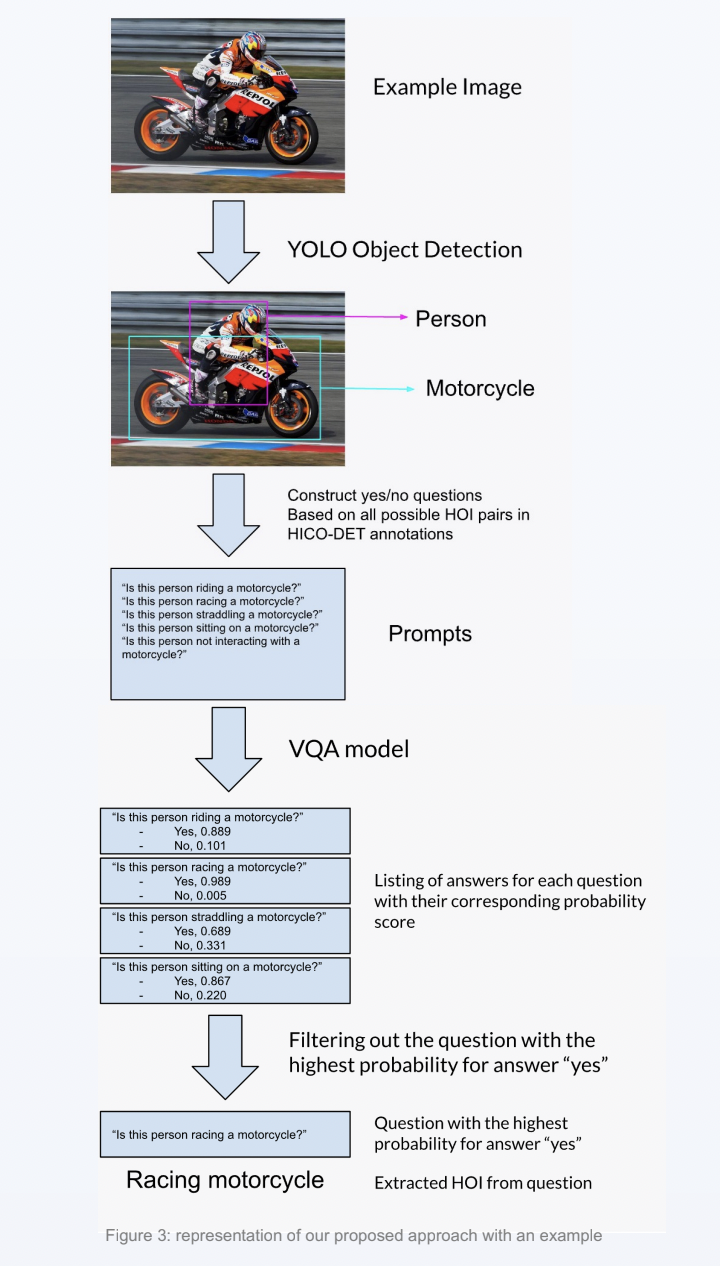 REPSOL
Example Image
YOLO Object Detection
Person
REPSOL
Motorcycle
Construct yes/no questions
Based on all possible HOI pairs in
HICO-DET annotations
“Is this person riding a motorcycle?”
“Is this person racing a motorcycle?”
“Is this person straddling a motorcycle?”
“Is this person sitting on a motorcycle?”
“Is this person not interacting with a
motorcycle?”
Prompts
VQA model
“Is this person riding a motorcycle?”
- Yes, 0.889
- No, 0.101
“Is this person racing a motorcycle?”
- Yes, 0.989
- No, 0.005
“Is this person straddling a motorcycle?”
- Yes, 0.689
- No, 0.331
“Is this person sitting on a motorcycle?”
- Yes, 0.867
- No, 0.220
Listing of answers for each question
with their corresponding probability
score
Filtering out the question with the
highest probability for answer “yes”
“Is this person racing a motorcycle?”
Question with the highest
probability for answer “yes”
Racing motorcycle
Extracted HOI from question
Figure 3: representation of our proposed approach with an example